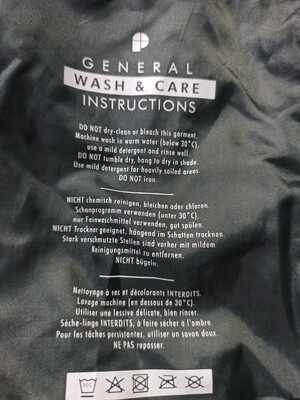 GENERAL
WASH & CARE
INSTRUCTIONS
DO NOT dry-clean or bleach this garment.
Machine wash in warm water (below 30°C).
use a mild detergent and rinse well.
DO NOT tumble dry, hang to dry in shade.
Use mild detergent for heavily soiled areas.
DO NOT iron.
NICHT chemisch reinigen, bleichen oder chloren.
Schonprogramm verwenden (unter 30°C).
nur Feinwaschmittel verwenden, gut spülen.
NICHT Trockner geeignet, hängend im Schatten trocknen
Stark verschmutzte Stellen sind vorher mit mildem
Reinigungsmittel zu entfernen.
NICHT bügeln.
Nettoyage à sec et décolorants INTERDITS.
Lavage machine (en dessous de 30°C).
Utiliser une lessive délicate, bien rincer.
Sèche-linge INTERDITS, à faire sécher à l'ombre.
Pour les tâches persistantes, utiliser un savon doux.
NE PAS repasser.